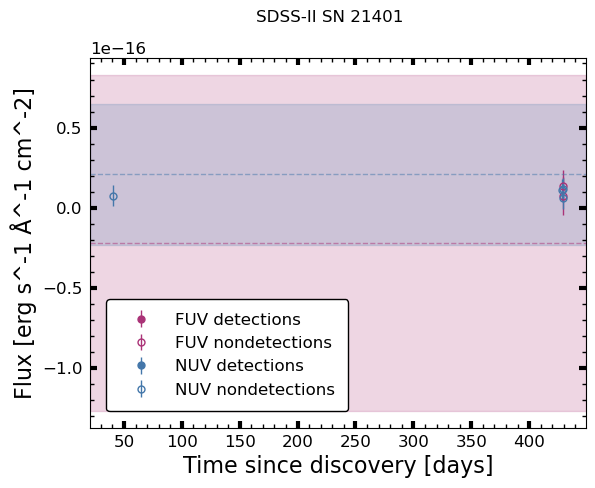 SDSS-II SN 21401
1e−16
0.5
0.0
−0.5
−1.0
Flux [erg s^-1 Å^-1 cm^-2]
FUV detections
FUV nondetections
NUV detections
NUV nondetections
50 100 150 200 250 300 350 400
Time since discovery [days]